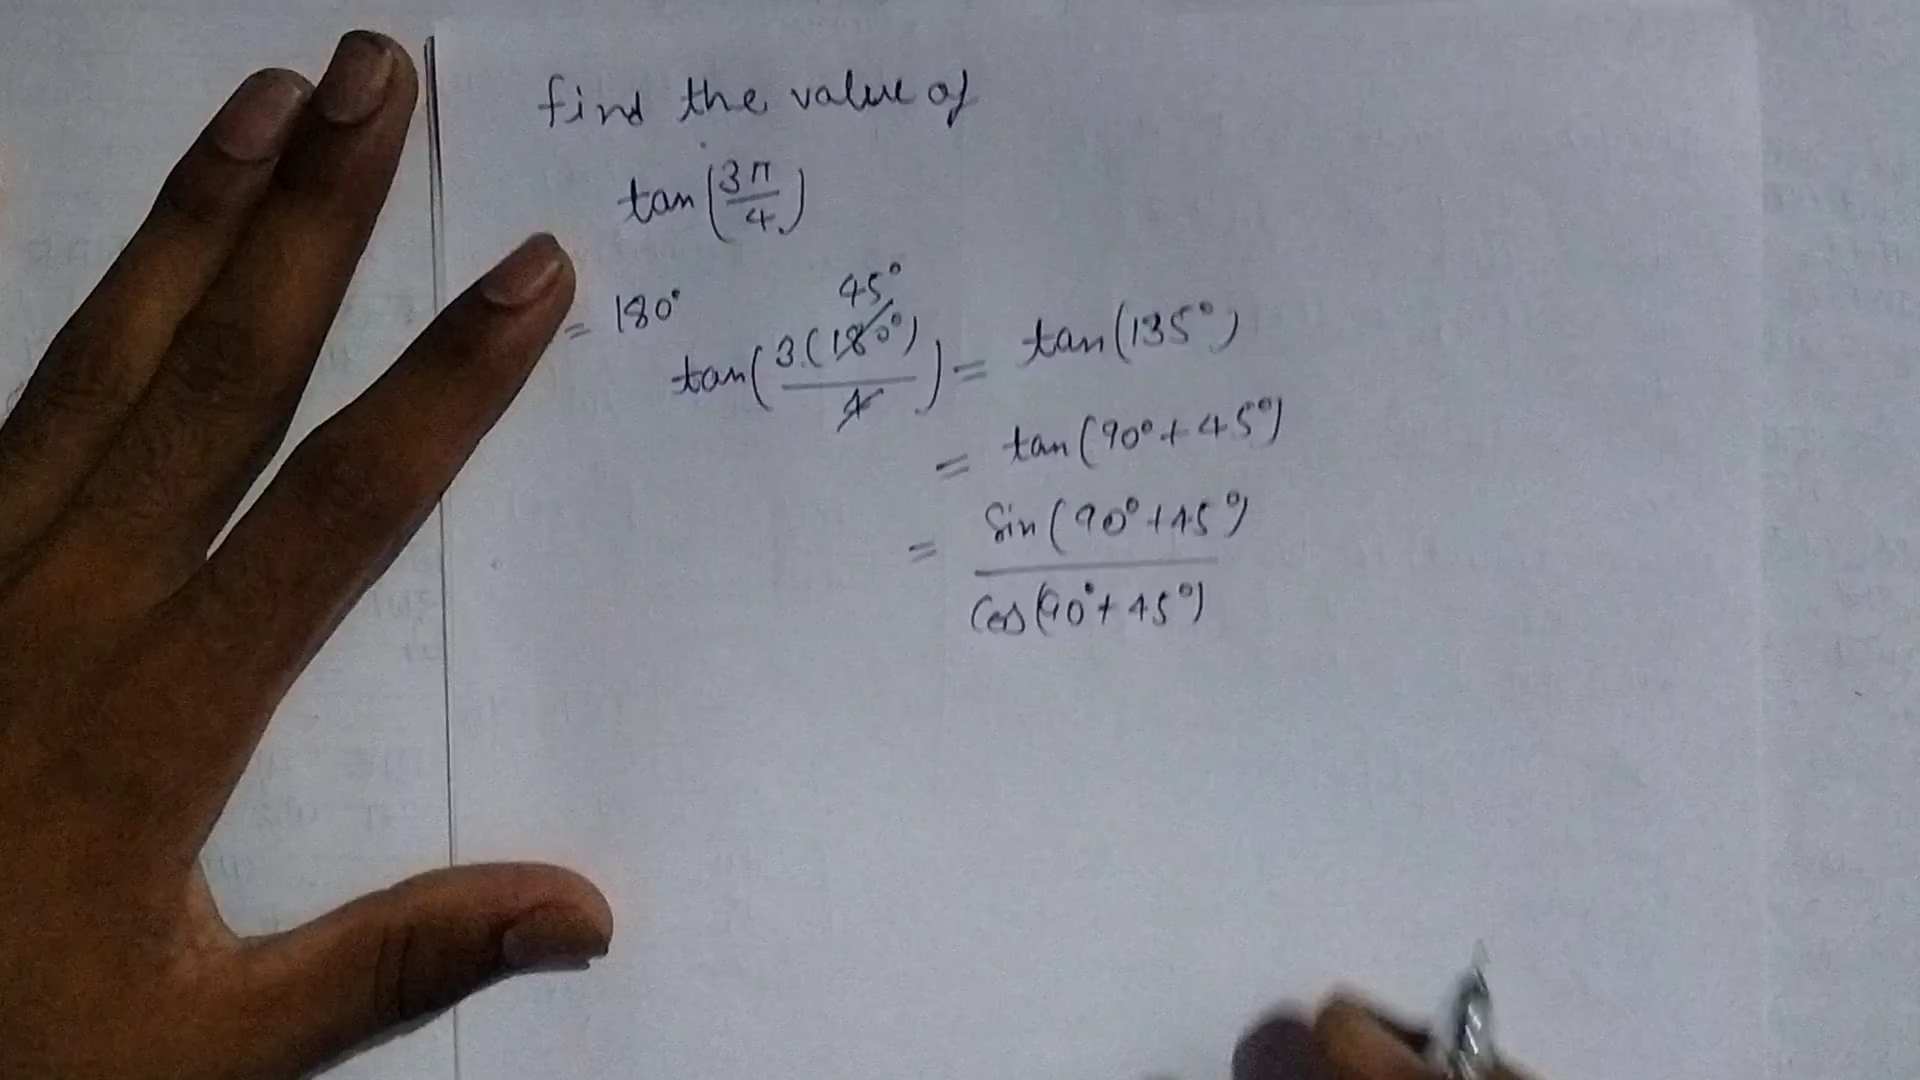 find the value of
tan(3π/4)
= 180°
45°
tan(3.(180°)/4) = tan(135°)
= tan(90°+45°)
= Sin(90°+45°)
Cos(90°+45°)